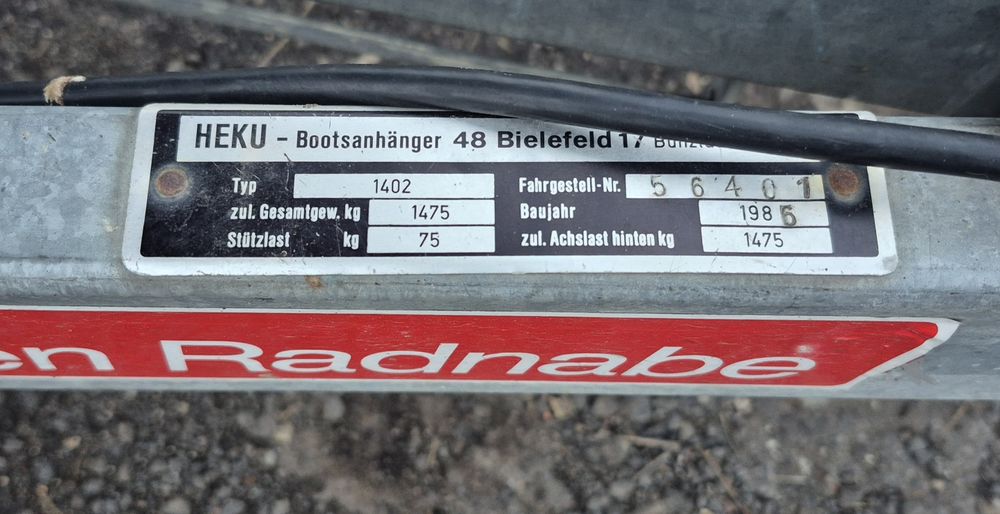 HEKU - Bootsanhänger 48 Bielefeld 17
Typ 1402 Fahrgestell-Nr. 56401
zul. Gesamtgew. kg 1475 Baujahr 1986
Stützlast kg 75 zul. Achslast hinten kg 1475
en Radnabe